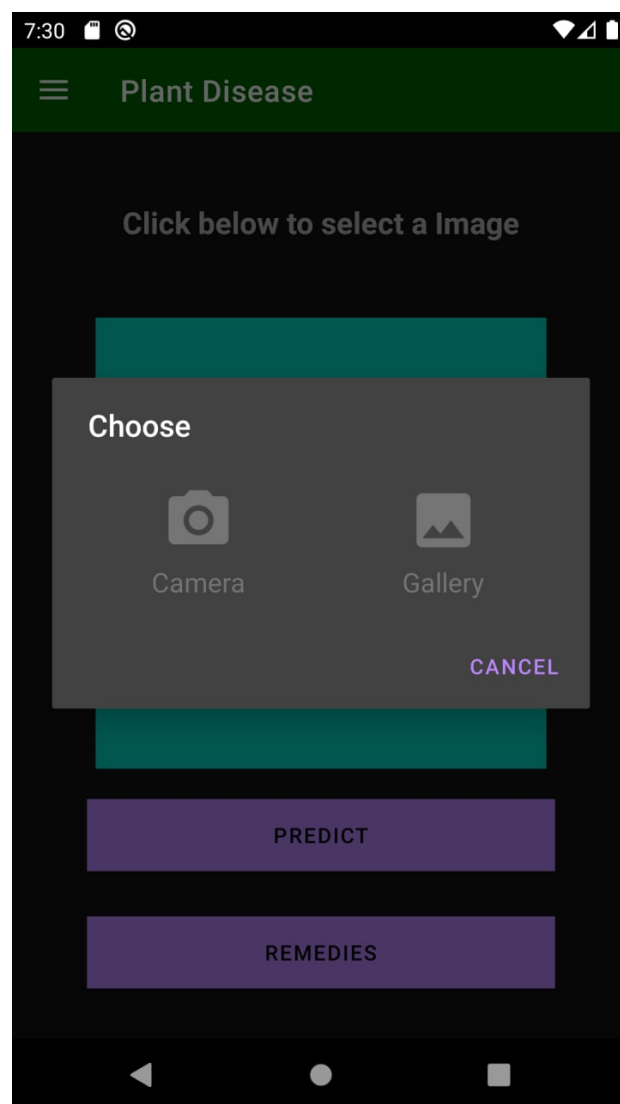 7:30
Plant Disease
Click below to select a Image
Choose
Camera Gallery
CANCEL
PREDICT
REMEDIES